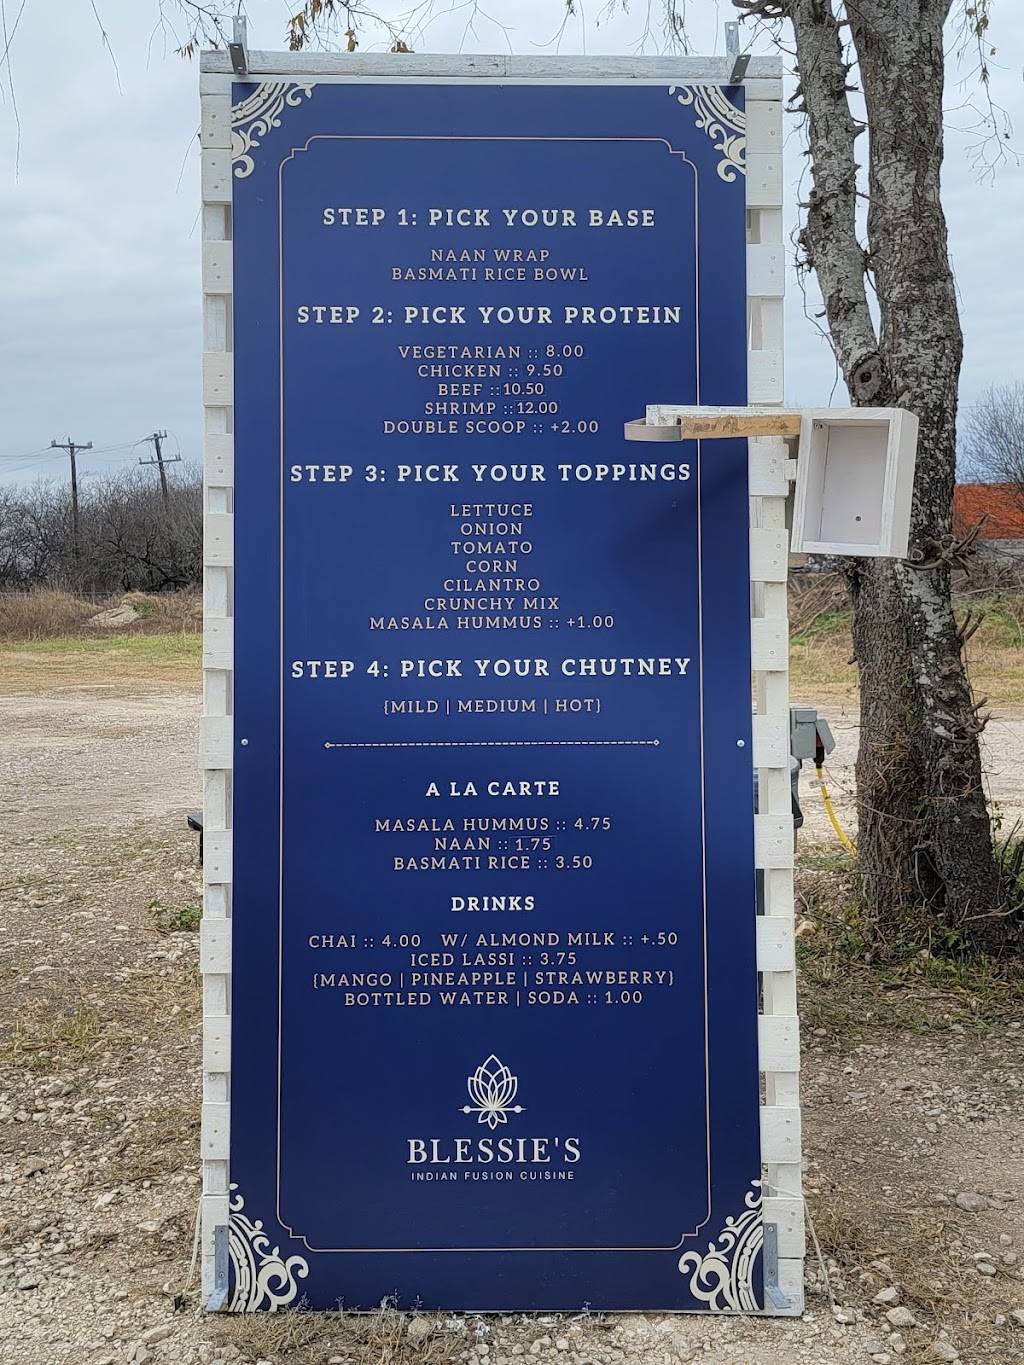 STEP 1: PICK YOUR BASE
NAAN WRAP
BASMATI RICE BOWL
STEP 2: PICK YOUR PROTEIN
VEGETARIAN :: 8.00
CHICKEN :: 9.50
BEEF :: 10.50
SHRIMP :: 12.00
DOUBLE SCOOP :: +2.00
STEP 3: PICK YOUR TOPPINGS
LETTUCE
ONION
TOMATO
CORN
CILANTRO
CRUNCHY MIX
MASALA HUMMUS :: +1.00
STEP 4: PICK YOUR CHUTNEY
{MILD | MEDIUM | HOT}
A LA CARTE
MASALA HUMMUS :: 4.75
NAAN :: 1.75
BASMATI RICE :: 3.50
DRINKS
CHAI :: 4.00 W/ ALMOND MILK :: +.50
ICED LASSI :: 3.75
{MANGO | PINEAPPLE | STRAWBERRY}
BOTTLED WATER | SODA :: 1.00
BLESSIE'S
INDIAN FUSION CUISINE